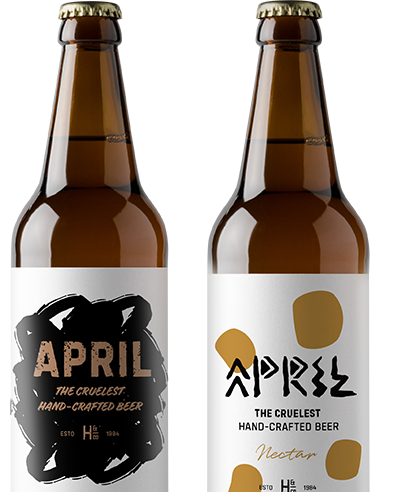 APRIL
THE CRUELEST
HAND-CRAFTED BEER
ESTD H&B 1984
APRIL
THE CRUELEST
HAND-CRAFTED BEER
Nectar
ESTD 1984